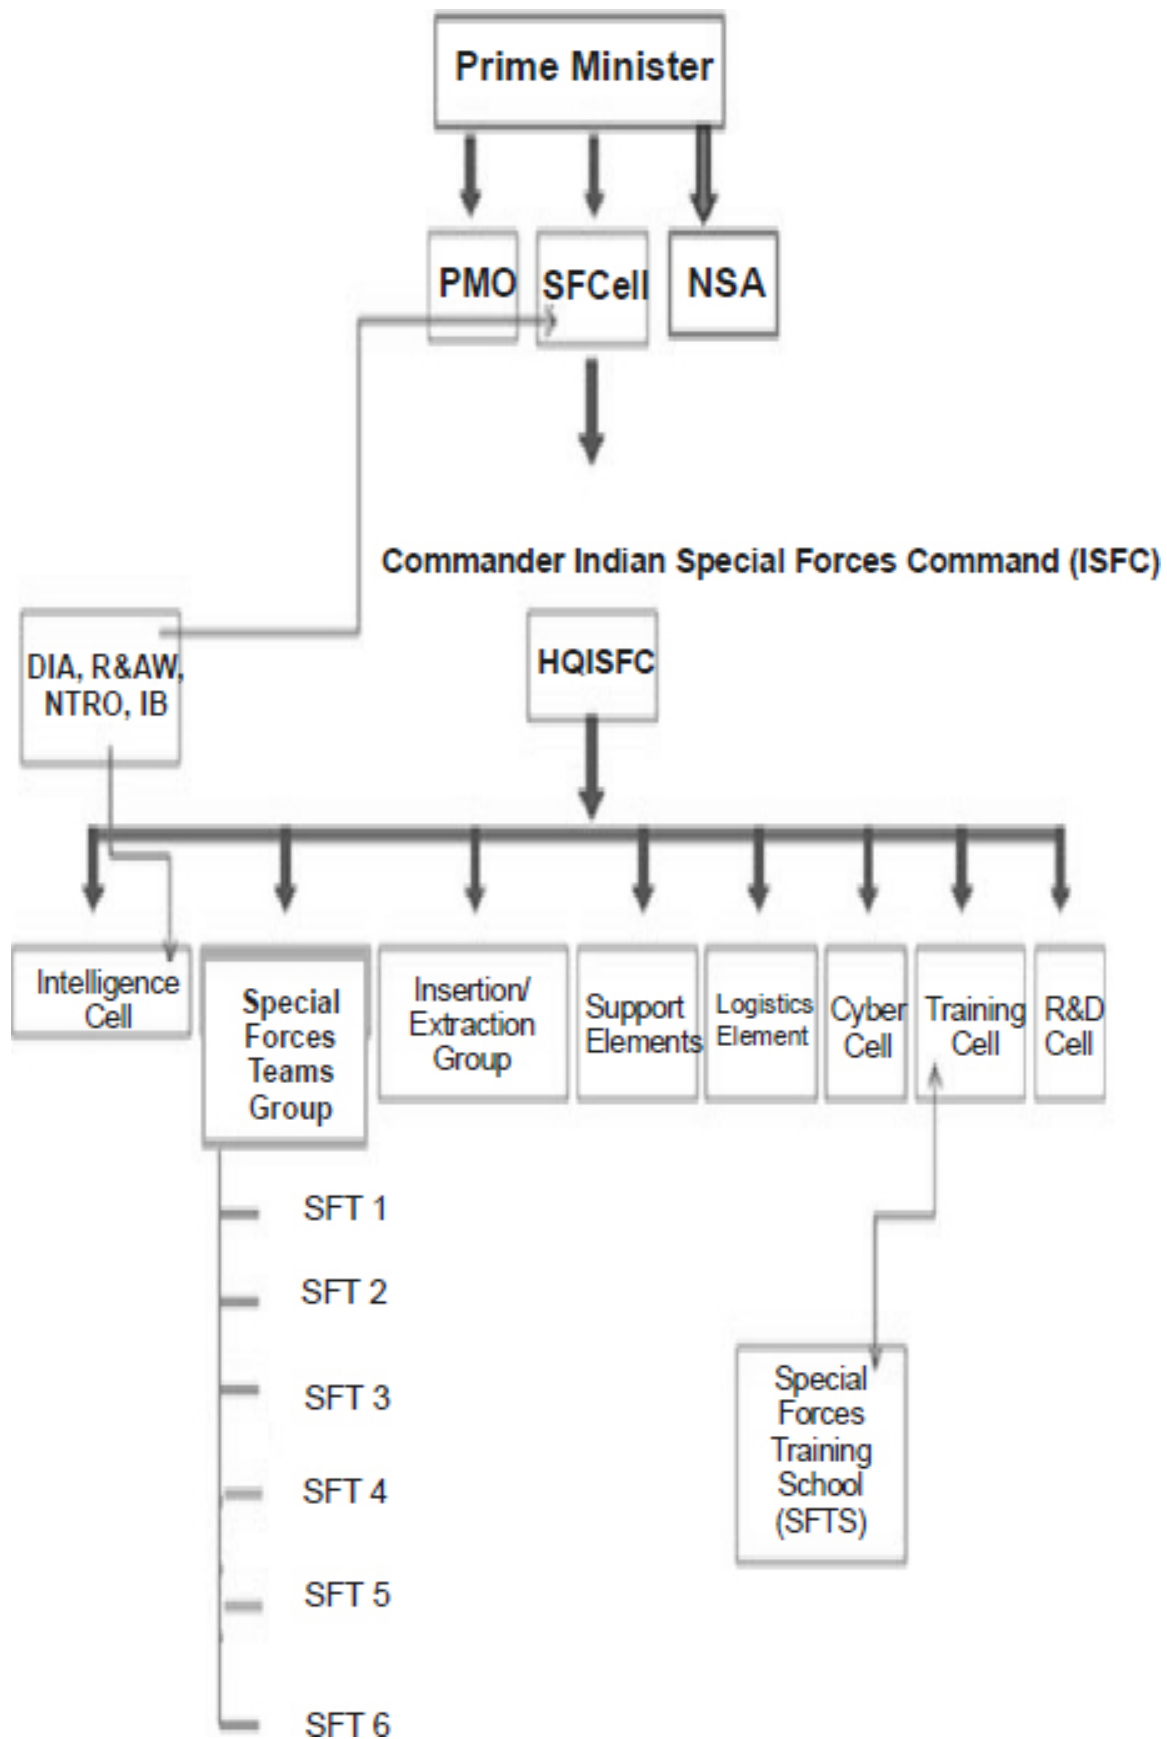 Prime Minister
PMO
SFCell
NSA
Commander Indian Special Forces Command (ISFC)
DIA, R&AW,
NTRO, IB
HQISFC
Intelligence
Cell
Special
Forces
Teams
Group
Insertion/
Extraction
Group
Support
Elements
Logistics
Element
Cyber
Cell
Training
Cell
R&D
Cell
SFT 1
SFT 2
SFT 3
SFT 4
SFT 5
SFT 6
Special
Forces
Training
School
(SFTS)